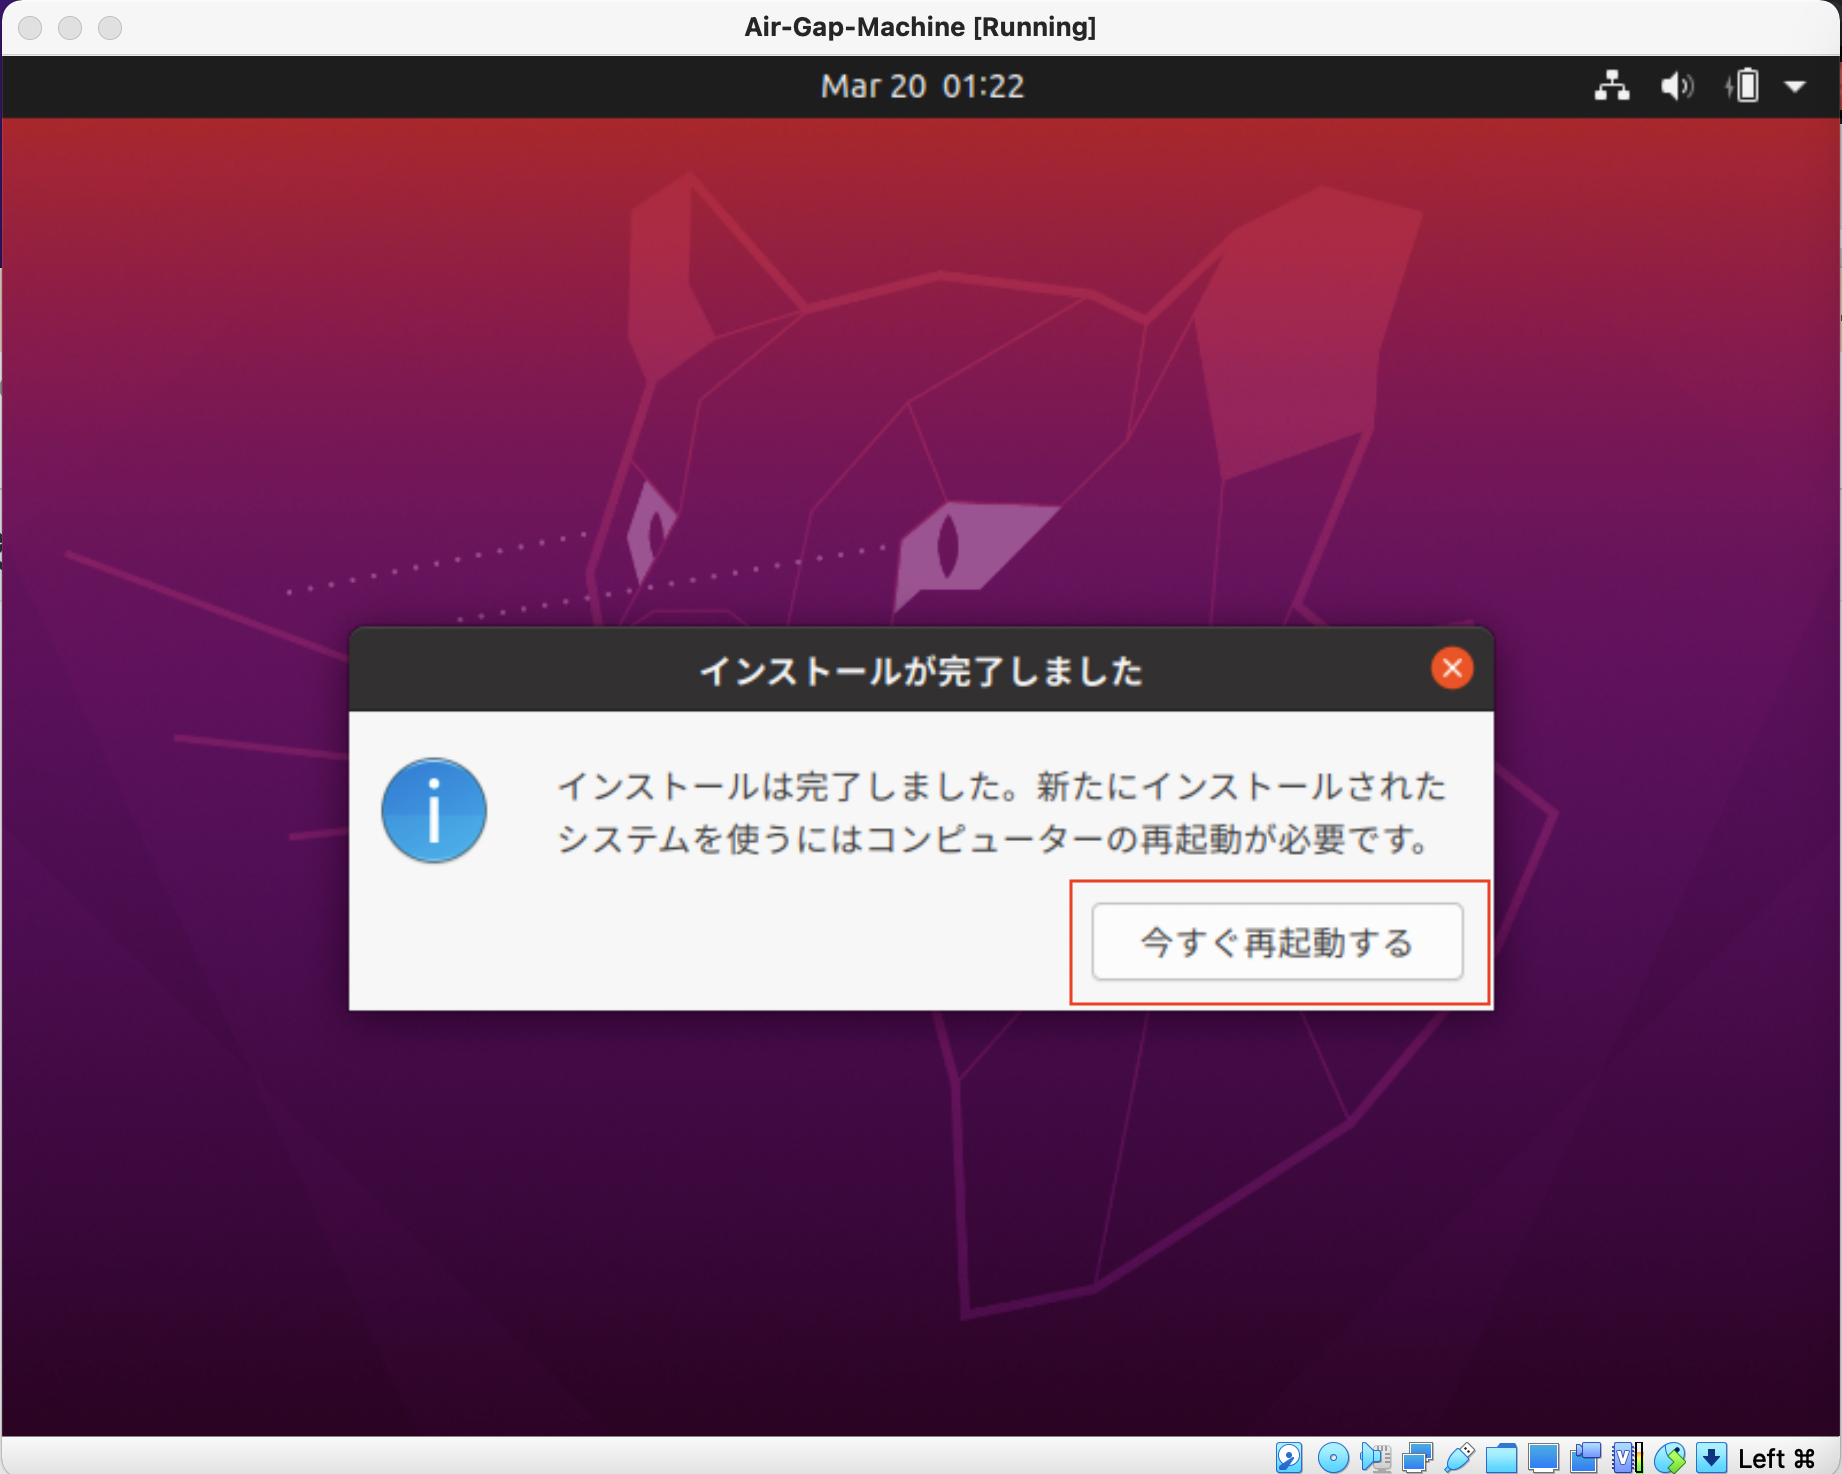 Air-Gap-Machine [Running]
Mar 20 01:22
インストールが完了しました
インストールは完了しました。新たにインストールされた
システムを使うにはコンピューターの再起動が必要です。
今すぐ再起動する
Left ⌘